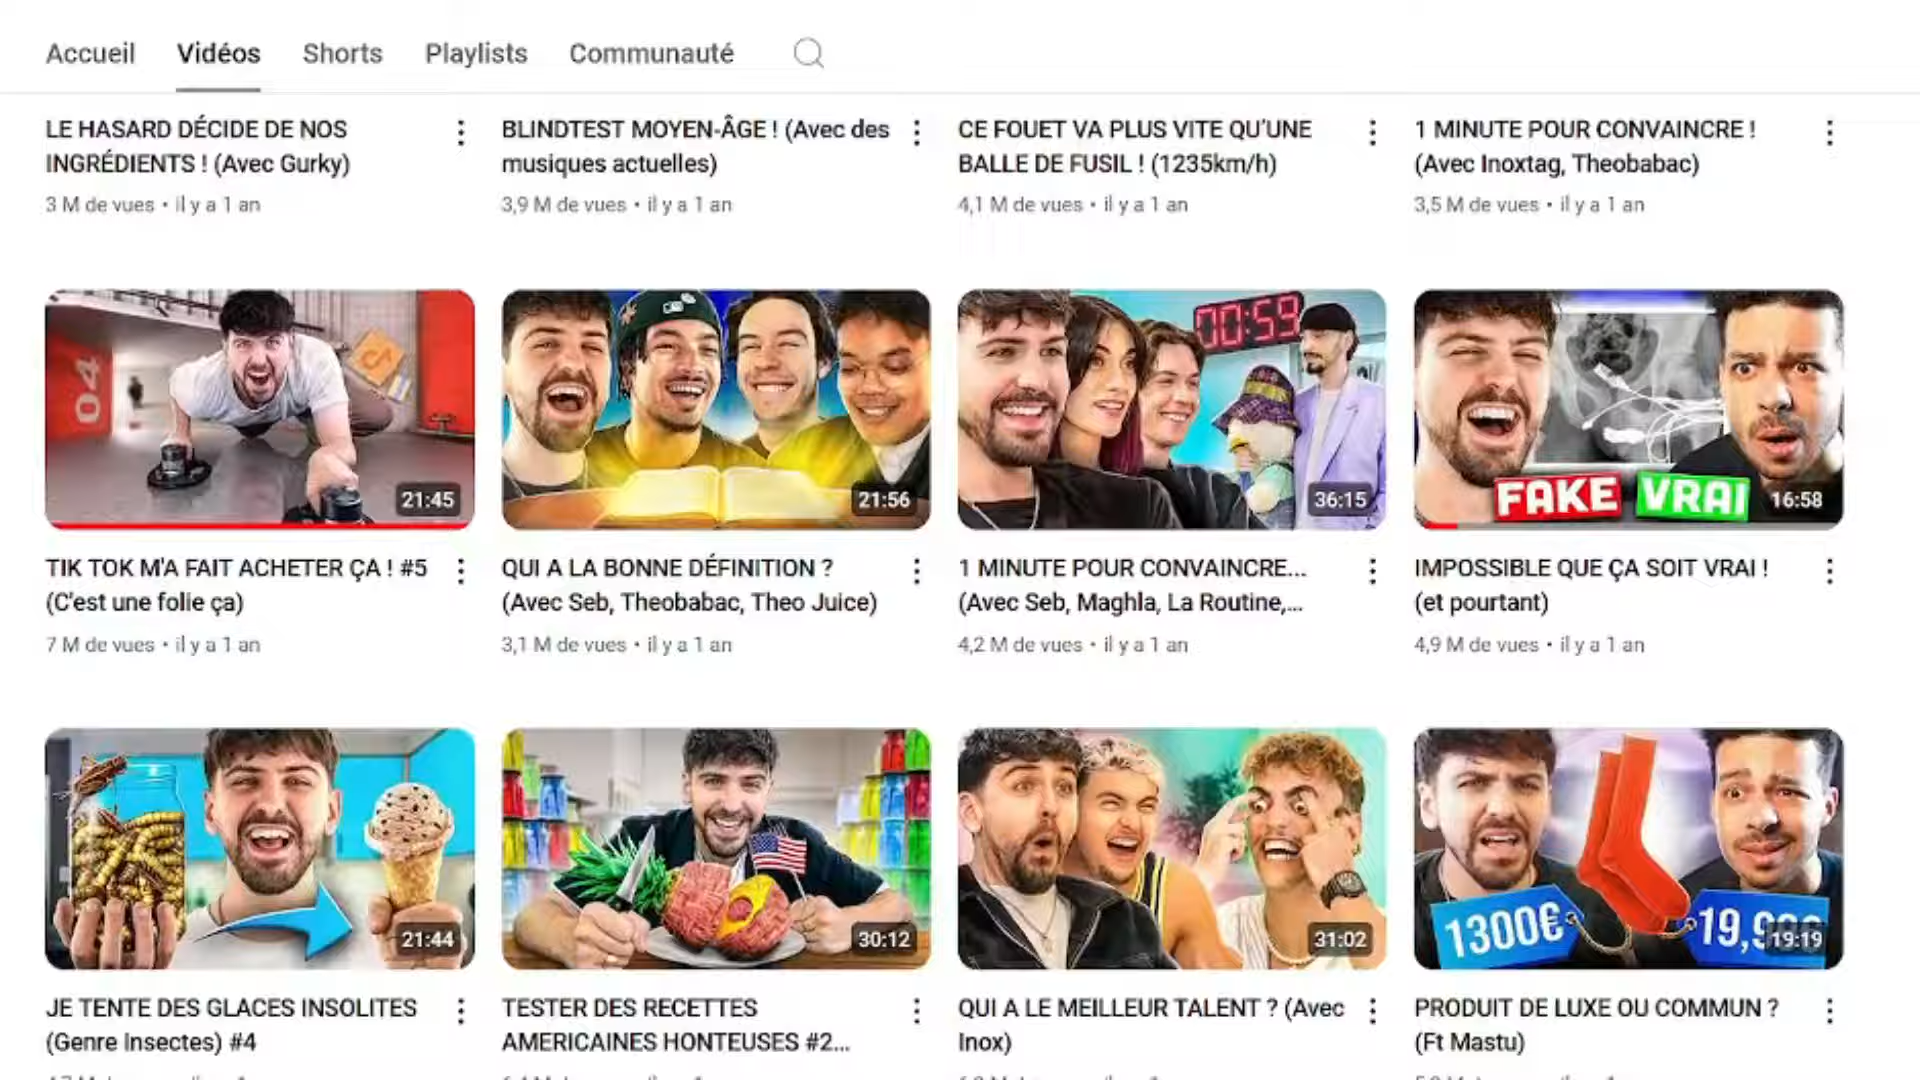 Accueil Vidéos Shorts Playlists Communauté
LE HASARD DÉCIDE DE NOS
INGRÉDIENTS ! (Avec Gurky)
3 M de vues • il y a 1 an
BLINDTEST MOYEN-ÂGE ! (Avec des
musiques actuelles)
3,9 M de vues • il y a 1 an
CE FOUET VA PLUS VITE QU'UNE
BALLE DE FUSIL ! (1235km/h)
4,1 M de vues • il y a 1 an
1 MINUTE POUR CONVAINCRE !
(Avec Inoxtag, Theobabac)
3,5 M de vues • il y a 1 an
04
21:45
TIK TOK M'A FAIT ACHETER ÇA ! #5
(C'est une folie ça)
7 M de vues • il y a 1 an
21:56
QUI A LA BONNE DÉFINITION ?
(Avec Seb, Theobabac, Theo Juice)
3,1 M de vues • il y a 1 an
00:59
36:15
1 MINUTE POUR CONVAINCRE...
(Avec Seb, Maghla, La Routine,...
4,2 M de vues • il y a 1 an
FAKE VRAI
16:58
IMPOSSIBLE QUE ÇA SOIT VRAI !
(et pourtant)
4,9 M de vues • il y a 1 an
21:44
JE TENTE DES GLACES INSOLITES
(Genre Insectes) #4
30:12
TESTER DES RECETTES
AMERICAINES HONTEUSES #2...
31:02
QUI A LE MEILLEUR TALENT ? (Avec
Inox)
1300€
19,9
19:19
PRODUIT DE LUXE OU COMMUN ?
(Ft Mastu)